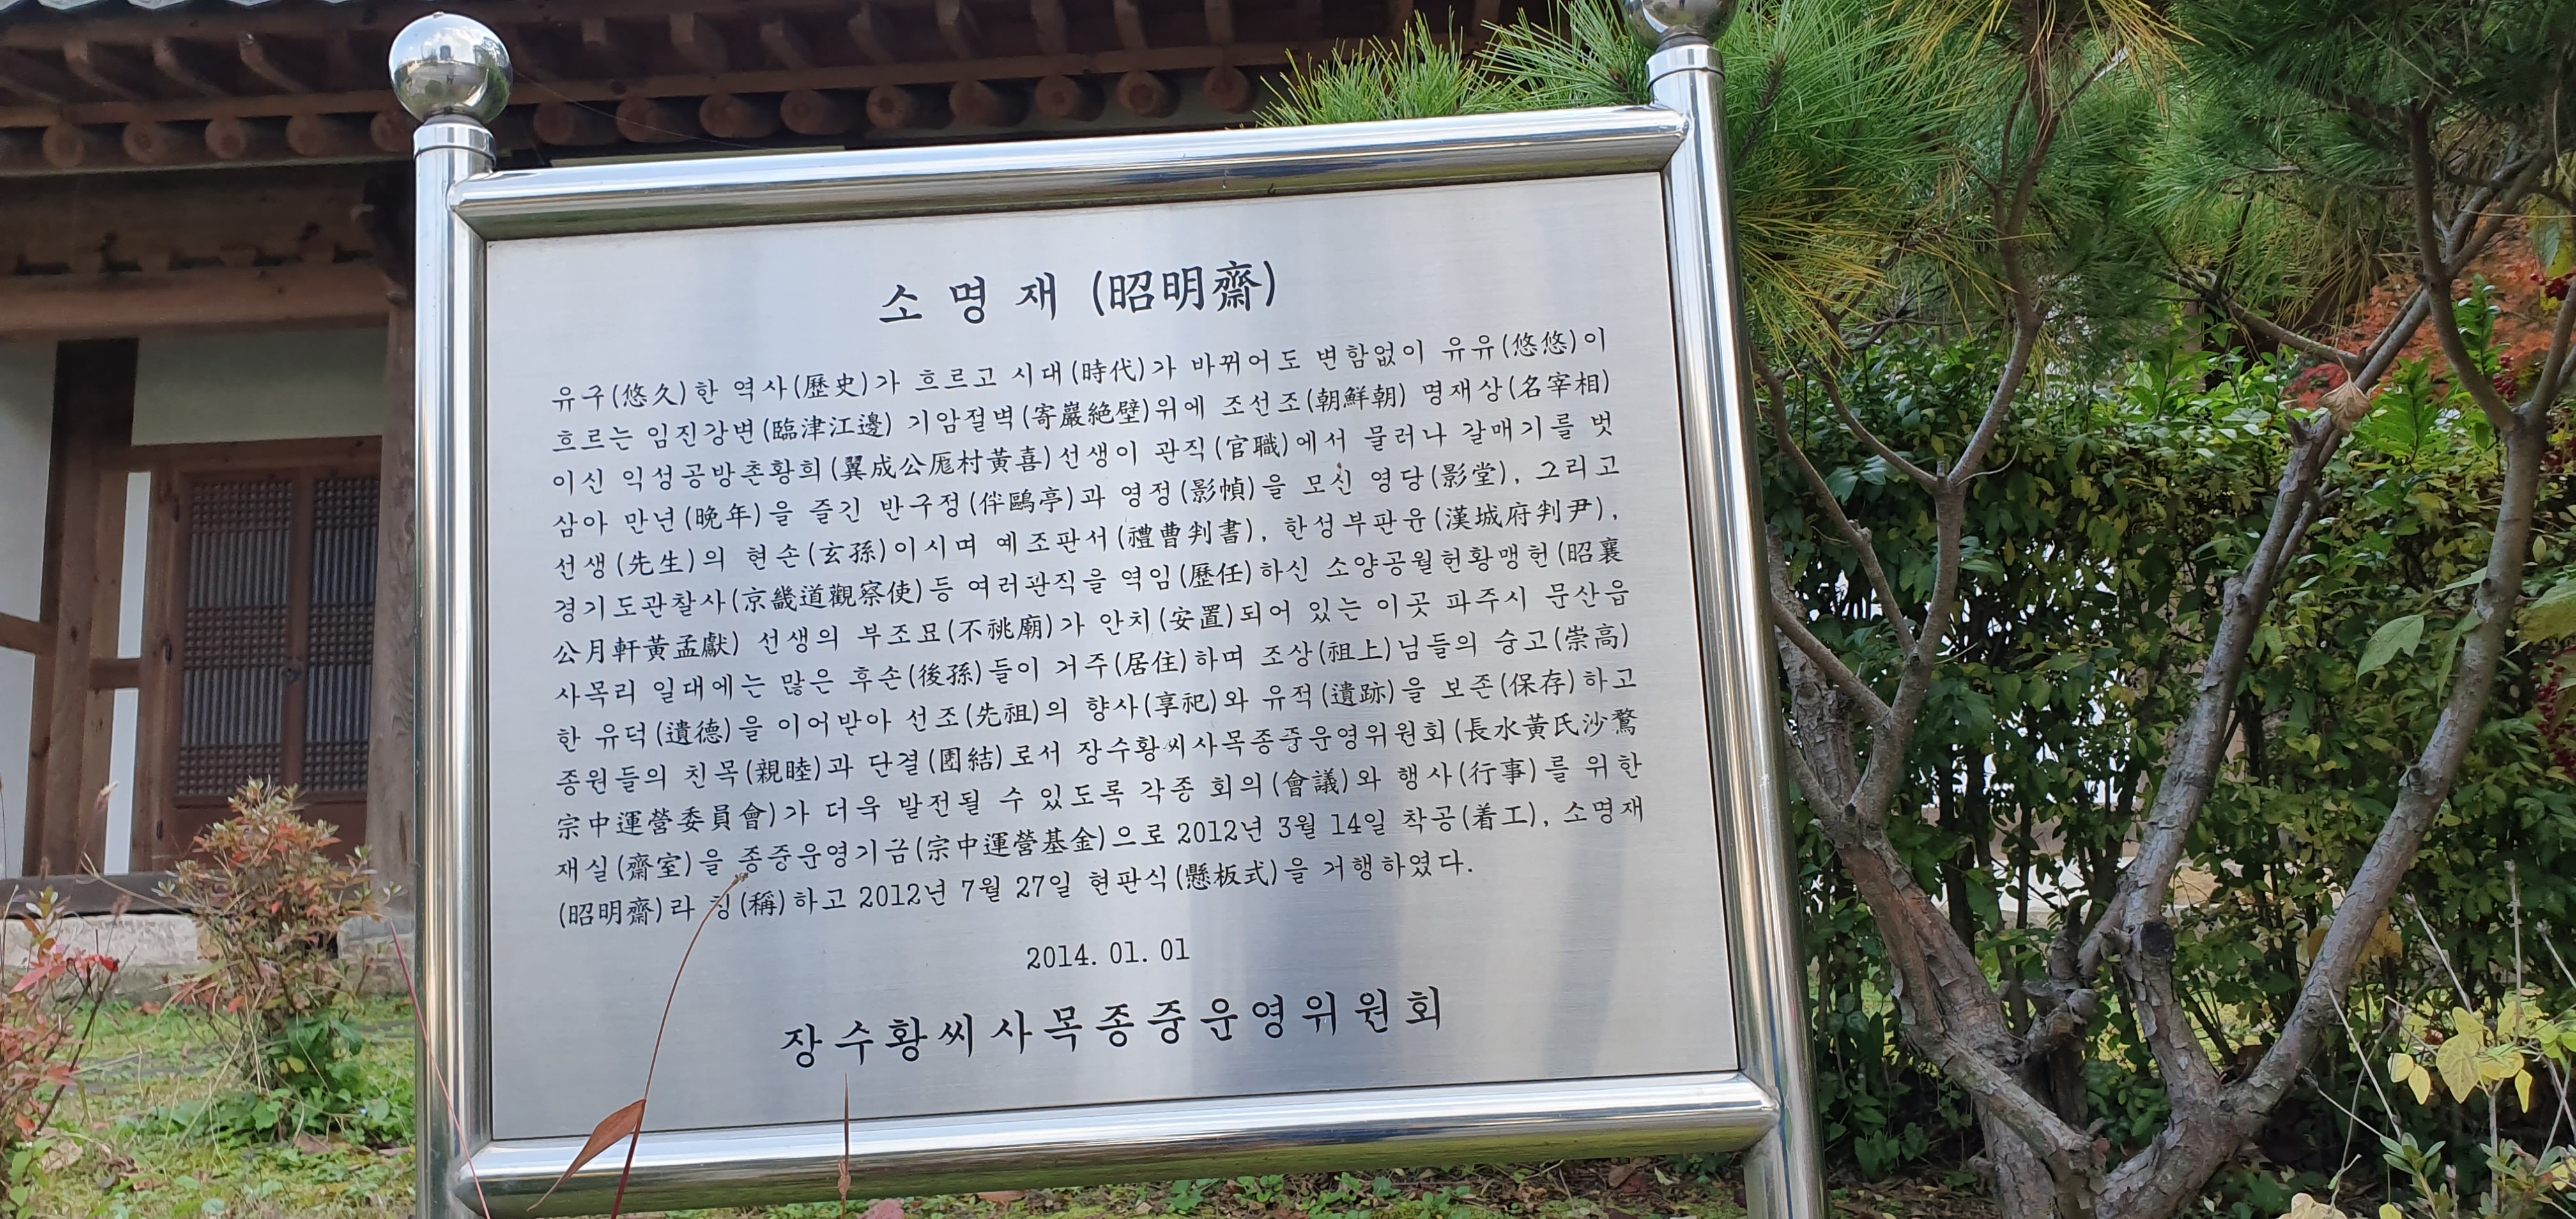 소 명 재 (昭明齋)
유구(悠久)한 역사(歷史)가 흐르고 시대(時代)가 바뀌어도 변함없이 유유(悠悠)이
흐르는 임진강변(臨津江邊) 기암절벽(寄巖絶壁)위에 조선조(朝鮮朝) 명재상(名宰相)
이신 익성공방촌황희(翼成公厖村黃喜)선생이 관직(官職)에서 물러나 갈매기를 벗
삼아 만년(晩年)을 즐긴 반구정(伴鷗亭)과 영정(影幀)을 모신 영당(影堂), 그리고
선생(先生)의 현손(玄孫)이시며 예조판서(禮曹判書), 한성부판윤(漢城府判尹),
경기도관찰사(京畿道觀察使)등 여러관직을 역임(歷任)하신 소양공월헌황맹헌(昭襄
公月軒黃孟獻) 선생의 부조묘(不祧廟)가 안치(安置)되어 있는 이곳 파주시 문산읍
사목리 일대에는 많은 후손(後孫)들이 거주(居住)하며 조상(祖上)님들의 숭고(崇高)
한 유덕(遺德)을 이어받아 선조(先祖)의 향사(享祀)와 유적(遺跡)을 보존(保存)하고
종원들의 친목(親睦)과 단결(團結)로서 장수황씨사목종중운영위원회(長水黃氏沙鶩
宗中運營委員會)가 더욱 발전될 수 있도록 각종 회의(會議)와 행사(行事)를 위한
재실(齋室)을 종중운영기금(宗中運營基金)으로 2012년 3월 14일 착공(着工), 소명재
(昭明齋)라 칭(稱)하고 2012년 7월 27일 현판식(懸板式)을 거행하였다.
2014. 01. 01
장수황씨사목종중운영위원회